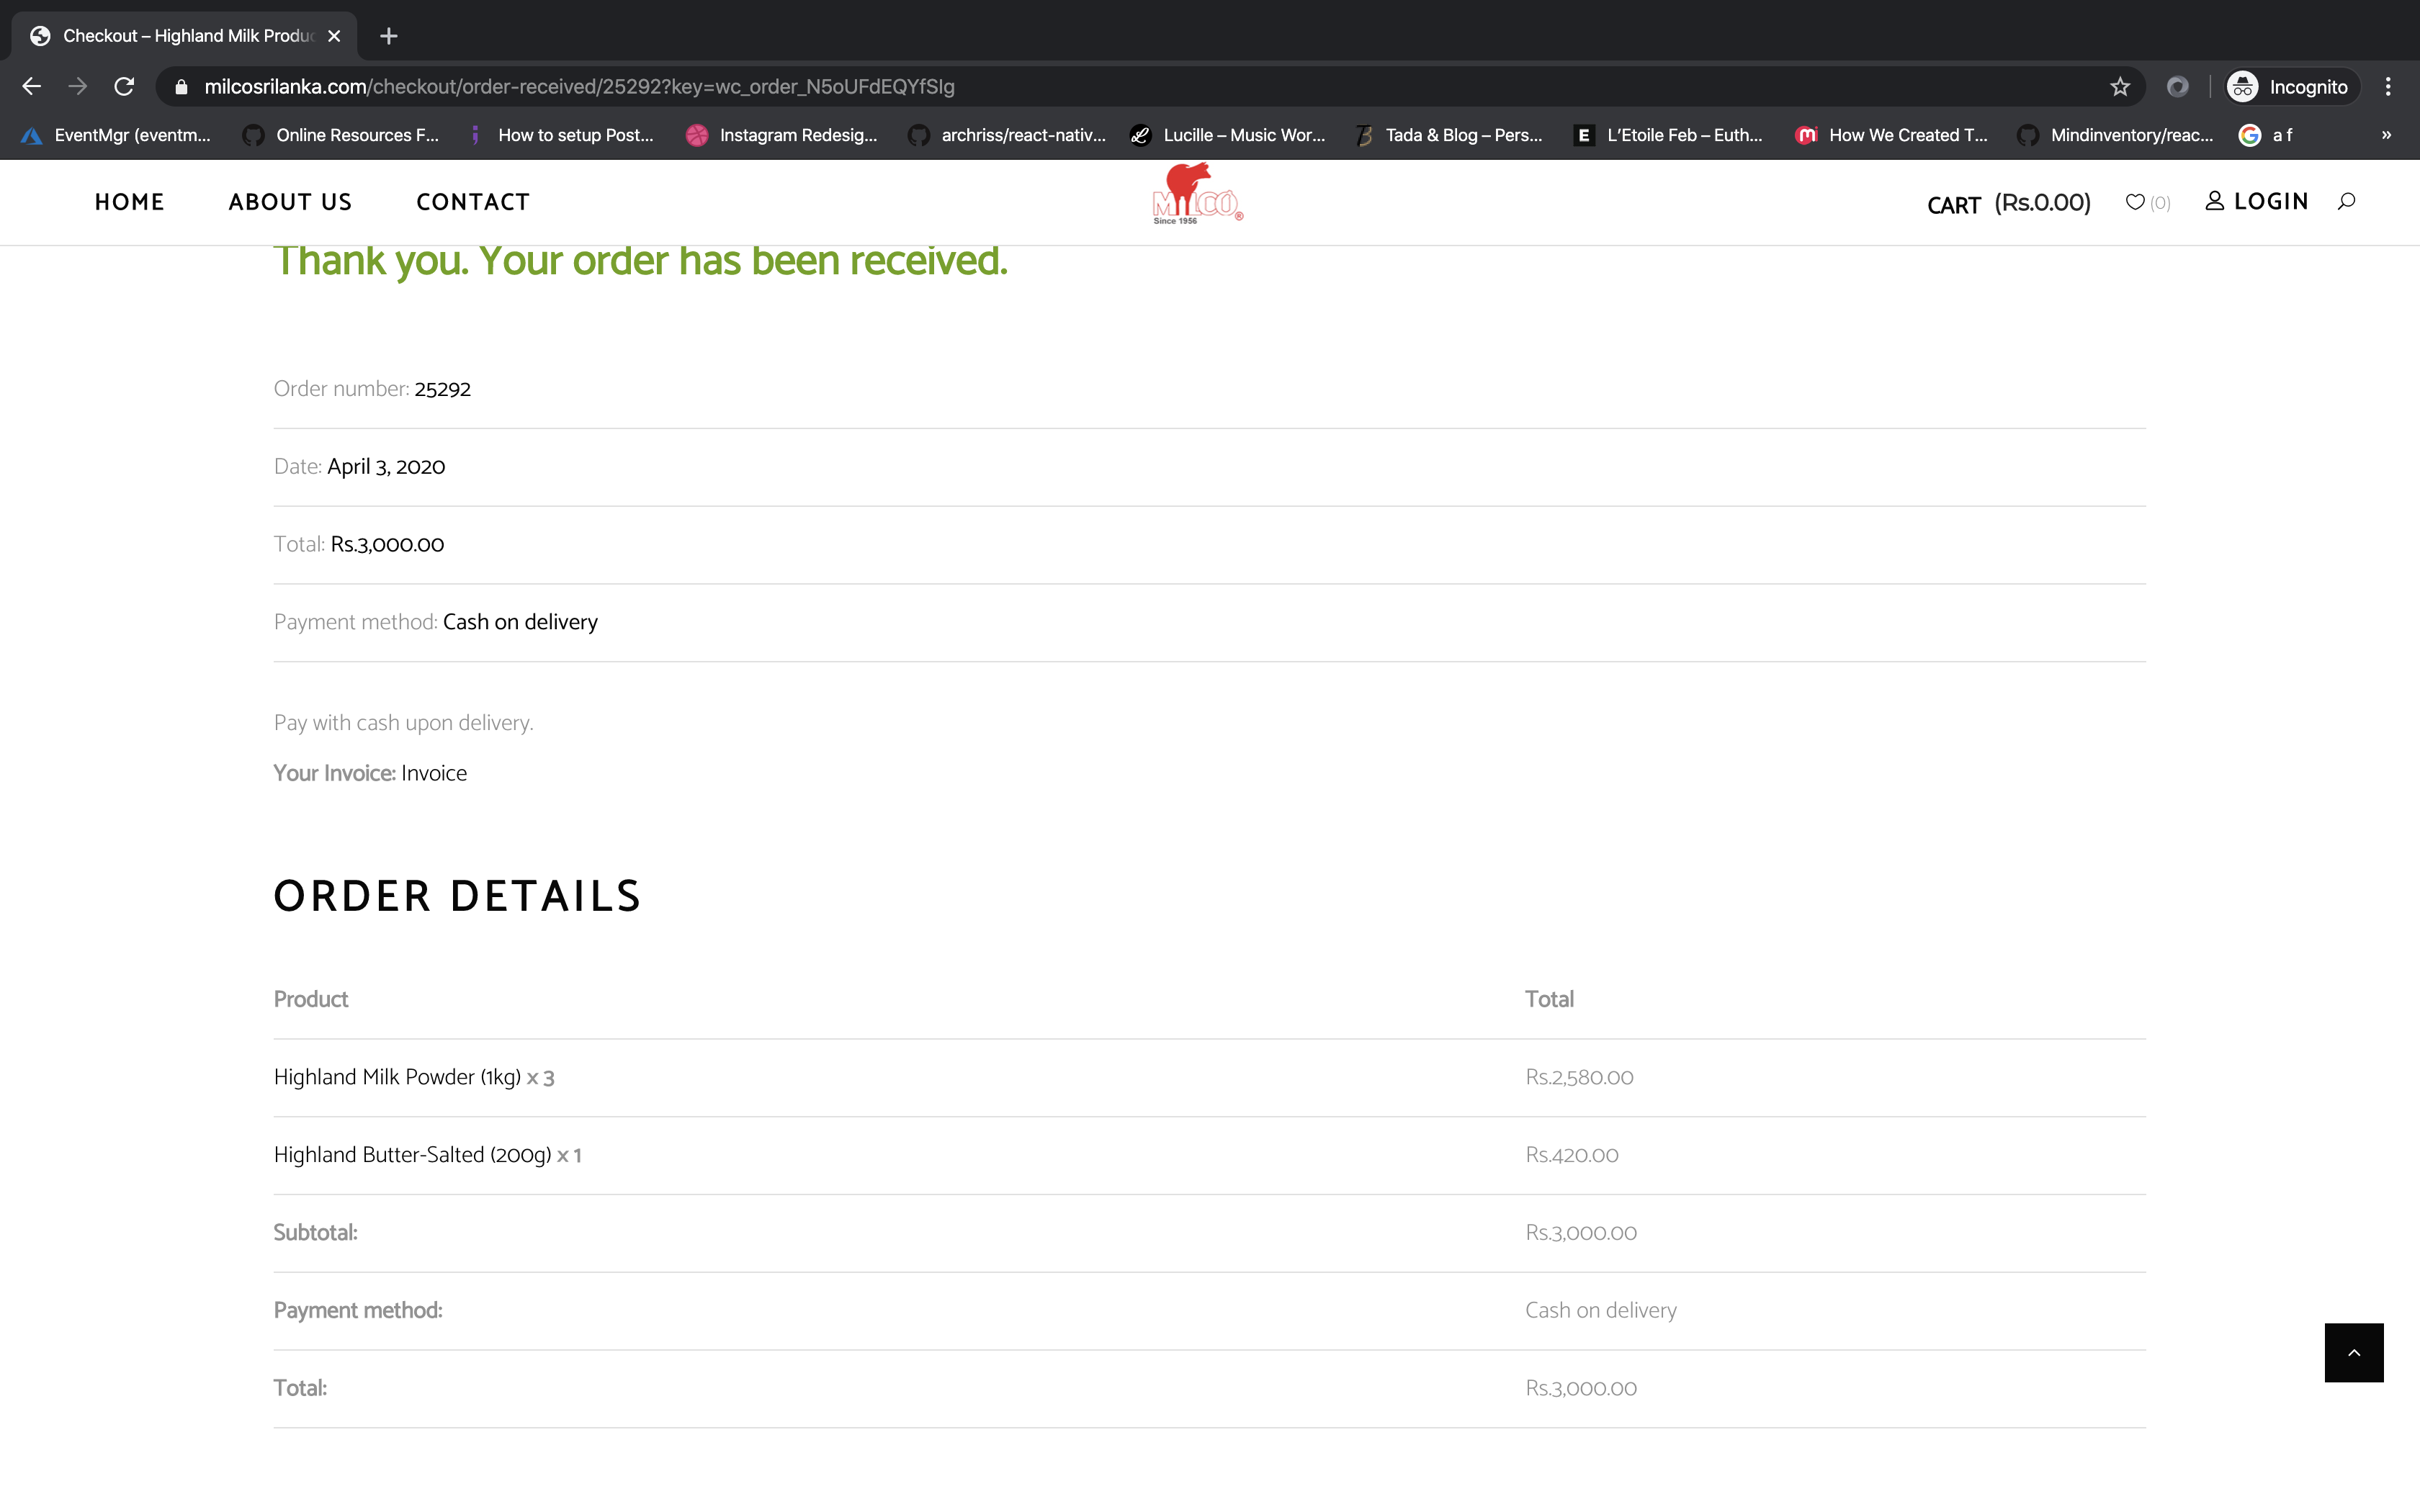 Checkout – Highland Milk Produc
milcosrilanka.com/checkout/order-received/25292?key=wc_order_N5oUFdEQYfSIg
Incognito
EventMgr (eventm... Online Resources F... How to setup Post... Instagram Redesig... archriss/react-nativ... Lucille – Music Wor... Tada & Blog – Pers... L'Etoile Feb – Euth... How We Created T... Mindinventory/reac... a f »
HOME ABOUT US CONTACT MILCO® Since 1956 CART (Rs.0.00) (0) LOGIN
Thank you. Your order has been received.
Order number: 25292
Date: April 3, 2020
Total: Rs.3,000.00
Payment method: Cash on delivery
Pay with cash upon delivery.
Your Invoice: Invoice
ORDER DETAILS
Product Total
Highland Milk Powder (1kg) x 3 Rs.2,580.00
Highland Butter-Salted (200g) x 1 Rs.420.00
Subtotal: Rs.3,000.00
Payment method: Cash on delivery
Total: Rs.3,000.00